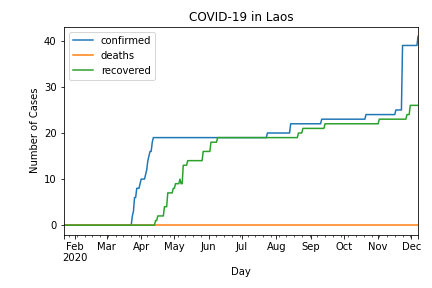 COVID-19 in Laos
confirmed
deaths
recovered
Number of Cases
40
30
20
10
0
Feb Mar Apr May Jun Jul Aug Sep Oct Nov Dec
2020
Day